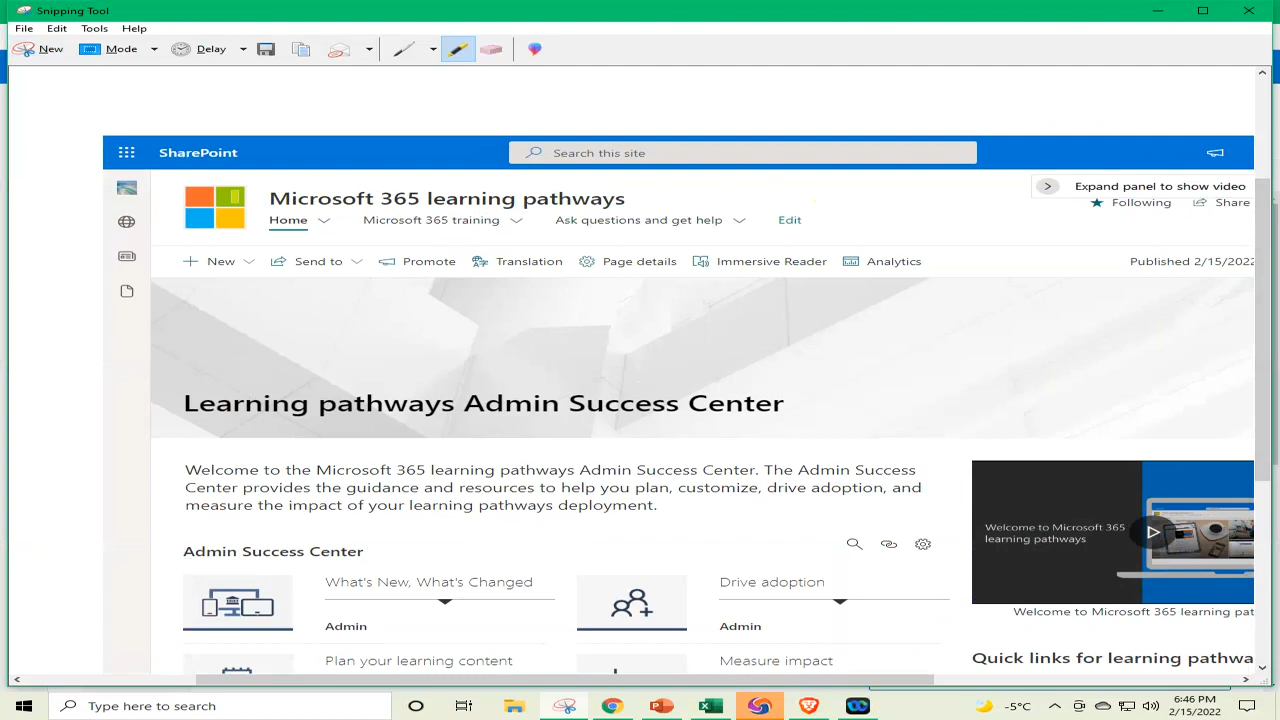 Snipping Tool
File Edit Tools Help
New Mode Delay
SharePoint Search this site
Expand panel to show video
Microsoft 365 learning pathways
Following Share
Home Microsoft 365 training Ask questions and get help Edit
New Send to Promote Translation Page details Immersive Reader Analytics Published 2/15/2022
Learning pathways Admin Success Center
Welcome to the Microsoft 365 learning pathways Admin Success Center. The Admin Success
Center provides the guidance and resources to help you plan, customize, drive adoption, and
measure the impact of your learning pathways deployment.
Welcome to Microsoft 365
learning pathways
Admin Success Center
What's New, What's Changed Drive adoption
Welcome to Microsoft 365 learning pat
Admin Admin
Plan your learning content Measure impact
Quick links for learning pathwa
Type here to search
-5°C
6:46 PM
2/15/2022